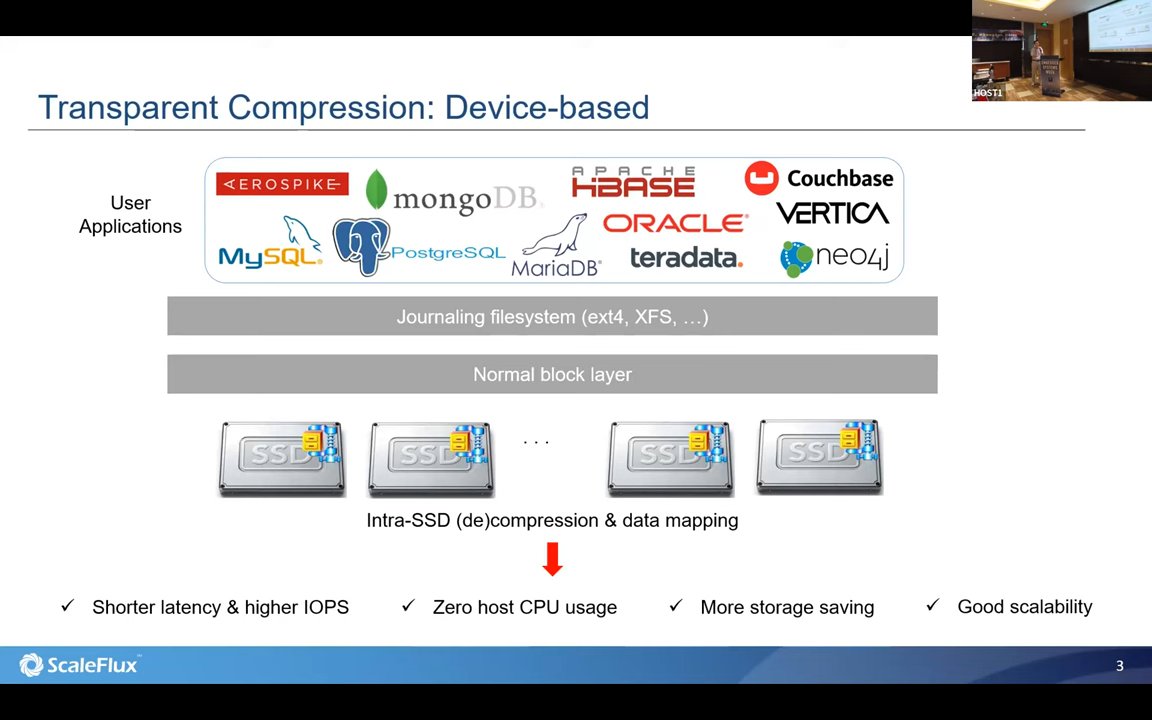 HOST1
Transparent Compression: Device-based
User
Applications
AEROSPIKE
mongoDB
APACHE
HBASE
Couchbase
VERTICA
MySQL
PostgreSQL
MariaDB
ORACLE
teradata.
neo4j
Journaling filesystem (ext4, XFS, …)
Normal block layer
SSD
SSD
. . .
SSD
SSD
Intra-SSD (de)compression & data mapping
✓ Shorter latency & higher IOPS
✓ Zero host CPU usage
✓ More storage saving
✓ Good scalability
ScaleFlux™
3